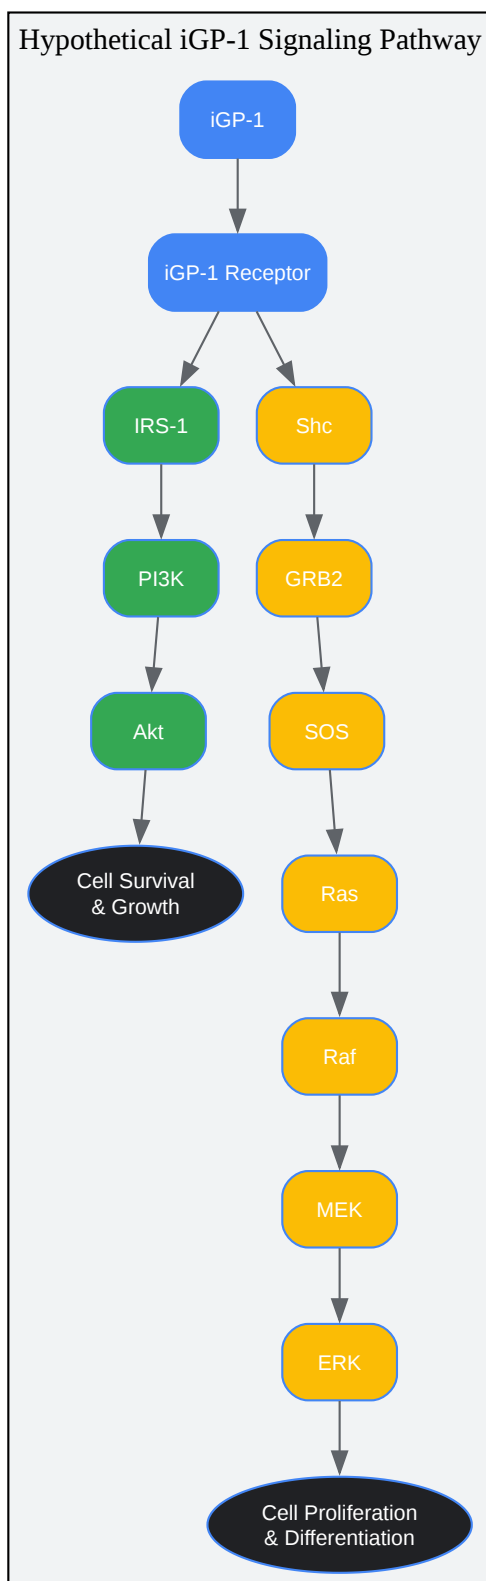 Hypothetical iGP-1 Signaling Pathway
iGP-1
iGP-1 Receptor
IRS-1
Shc
PI3K
GRB2
Akt
SOS
Cell Survival
& Growth
Ras
Raf
MEK
ERK
Cell Proliferation
& Differentiation